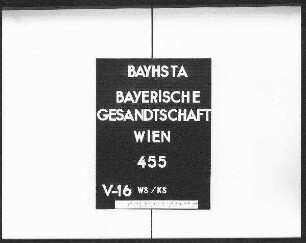 BAYHSTA
BAYERISCHE
GESANDTSCHAFT
WIEN
455
V-16 WS/KS